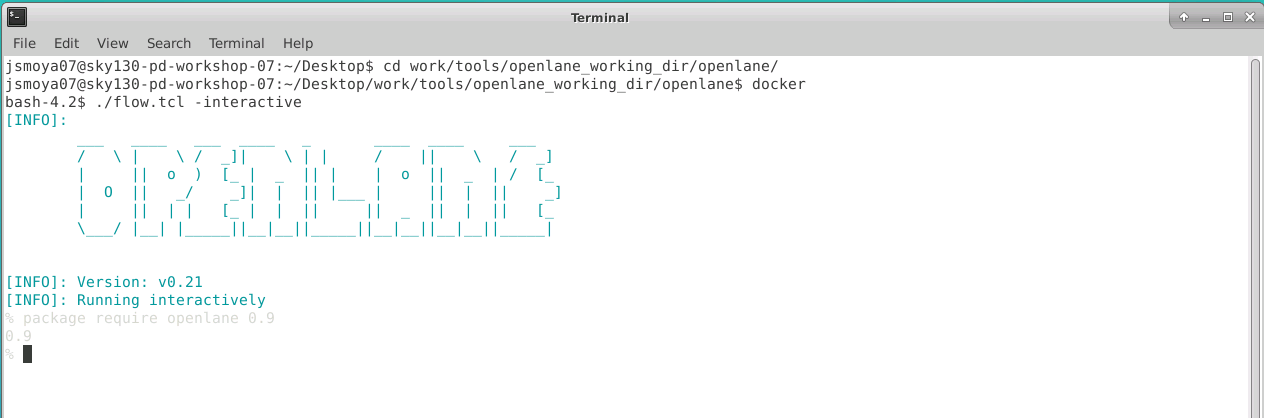 Terminal
File Edit View Search Terminal Help
jsmoya07@sky130-pd-workshop-07:~/Desktop$ cd work/tools/openlane_working_dir/openlane/
jsmoya07@sky130-pd-workshop-07:~/Desktop/work/tools/openlane_working_dir/openlane$ docker
bash-4.2$ ./flow.tcl -interactive
[INFO]:
OPENLANE
[INFO]: Version: v0.21
[INFO]: Running interactively
% package require openlane 0.9
0.9
%